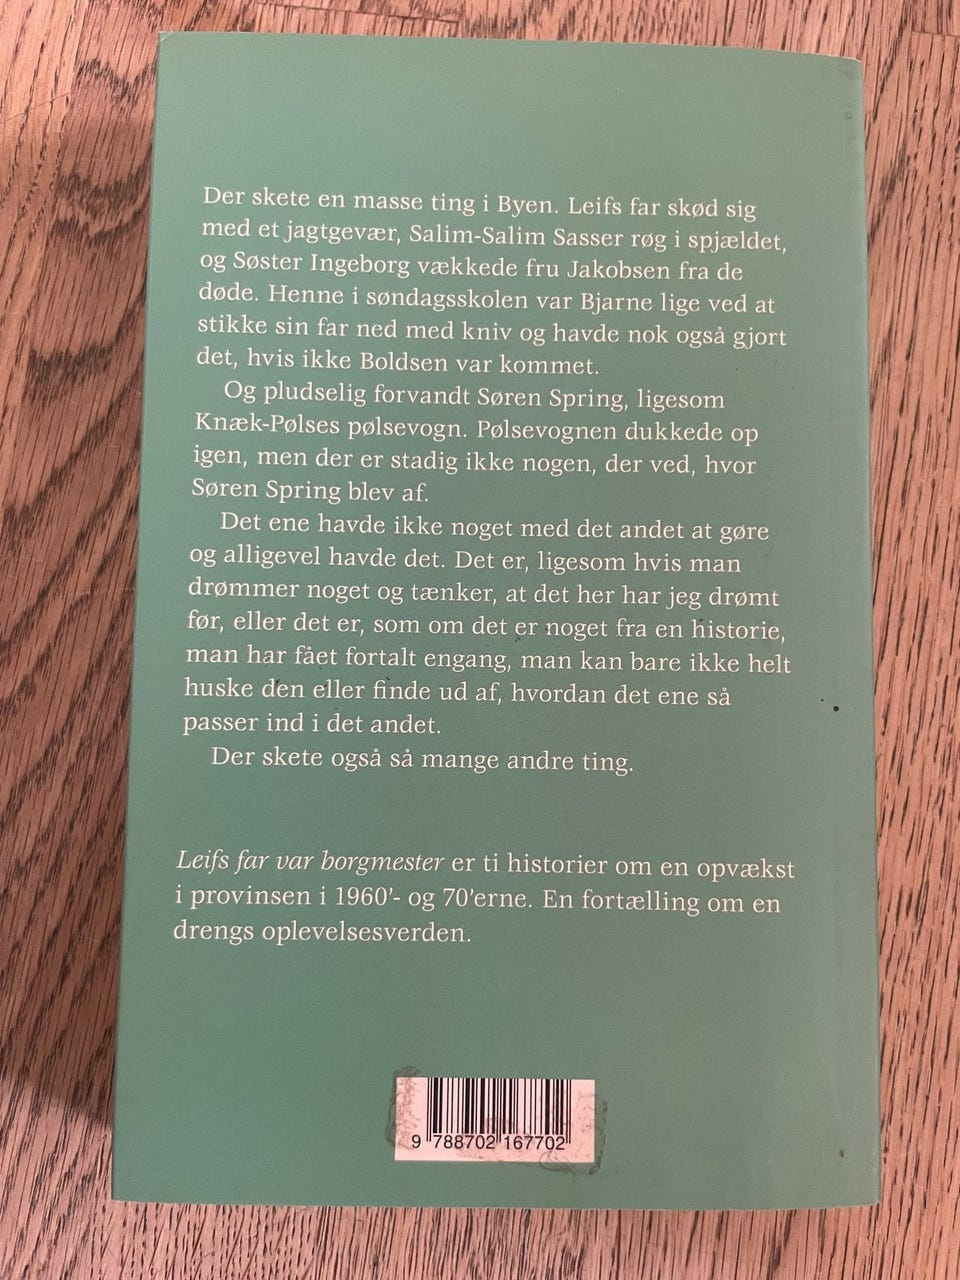 Der skete en masse ting i Byen. Leifs far skød sig
med et jagtgevær, Salim-Salim Sasser røg i spjældet,
og Søster Ingeborg vækkede fru Jakobsen fra de
døde. Henne i søndagsskolen var Bjarne lige ved at
stikke sin far ned med kniv og havde nok også gjort
det, hvis ikke Boldsen var kommet.
Og pludselig forvandt Søren Spring, ligesom
Knæk-Pølses pølsevogn. Pølsevognen dukkede op
igen, men der er stadig ikke nogen, der ved, hvor
Søren Spring blev af.
Det ene havde ikke noget med det andet at gøre
og alligevel havde det. Det er, ligesom hvis man
drømmer noget og tænker, at det her har jeg drømt
før, eller det er, som om det er noget fra en historie,
man har fået fortalt engang, man kan bare ikke helt
huske den eller finde ud af, hvordan det ene så
passer ind i det andet.
Der skete også så mange andre ting.
Leifs far var borgmester er ti historier om en opvækst
i provinsen i 1960'- og 70'erne. En fortælling om en
drengs oplevelsesverden.
9 788702 167702